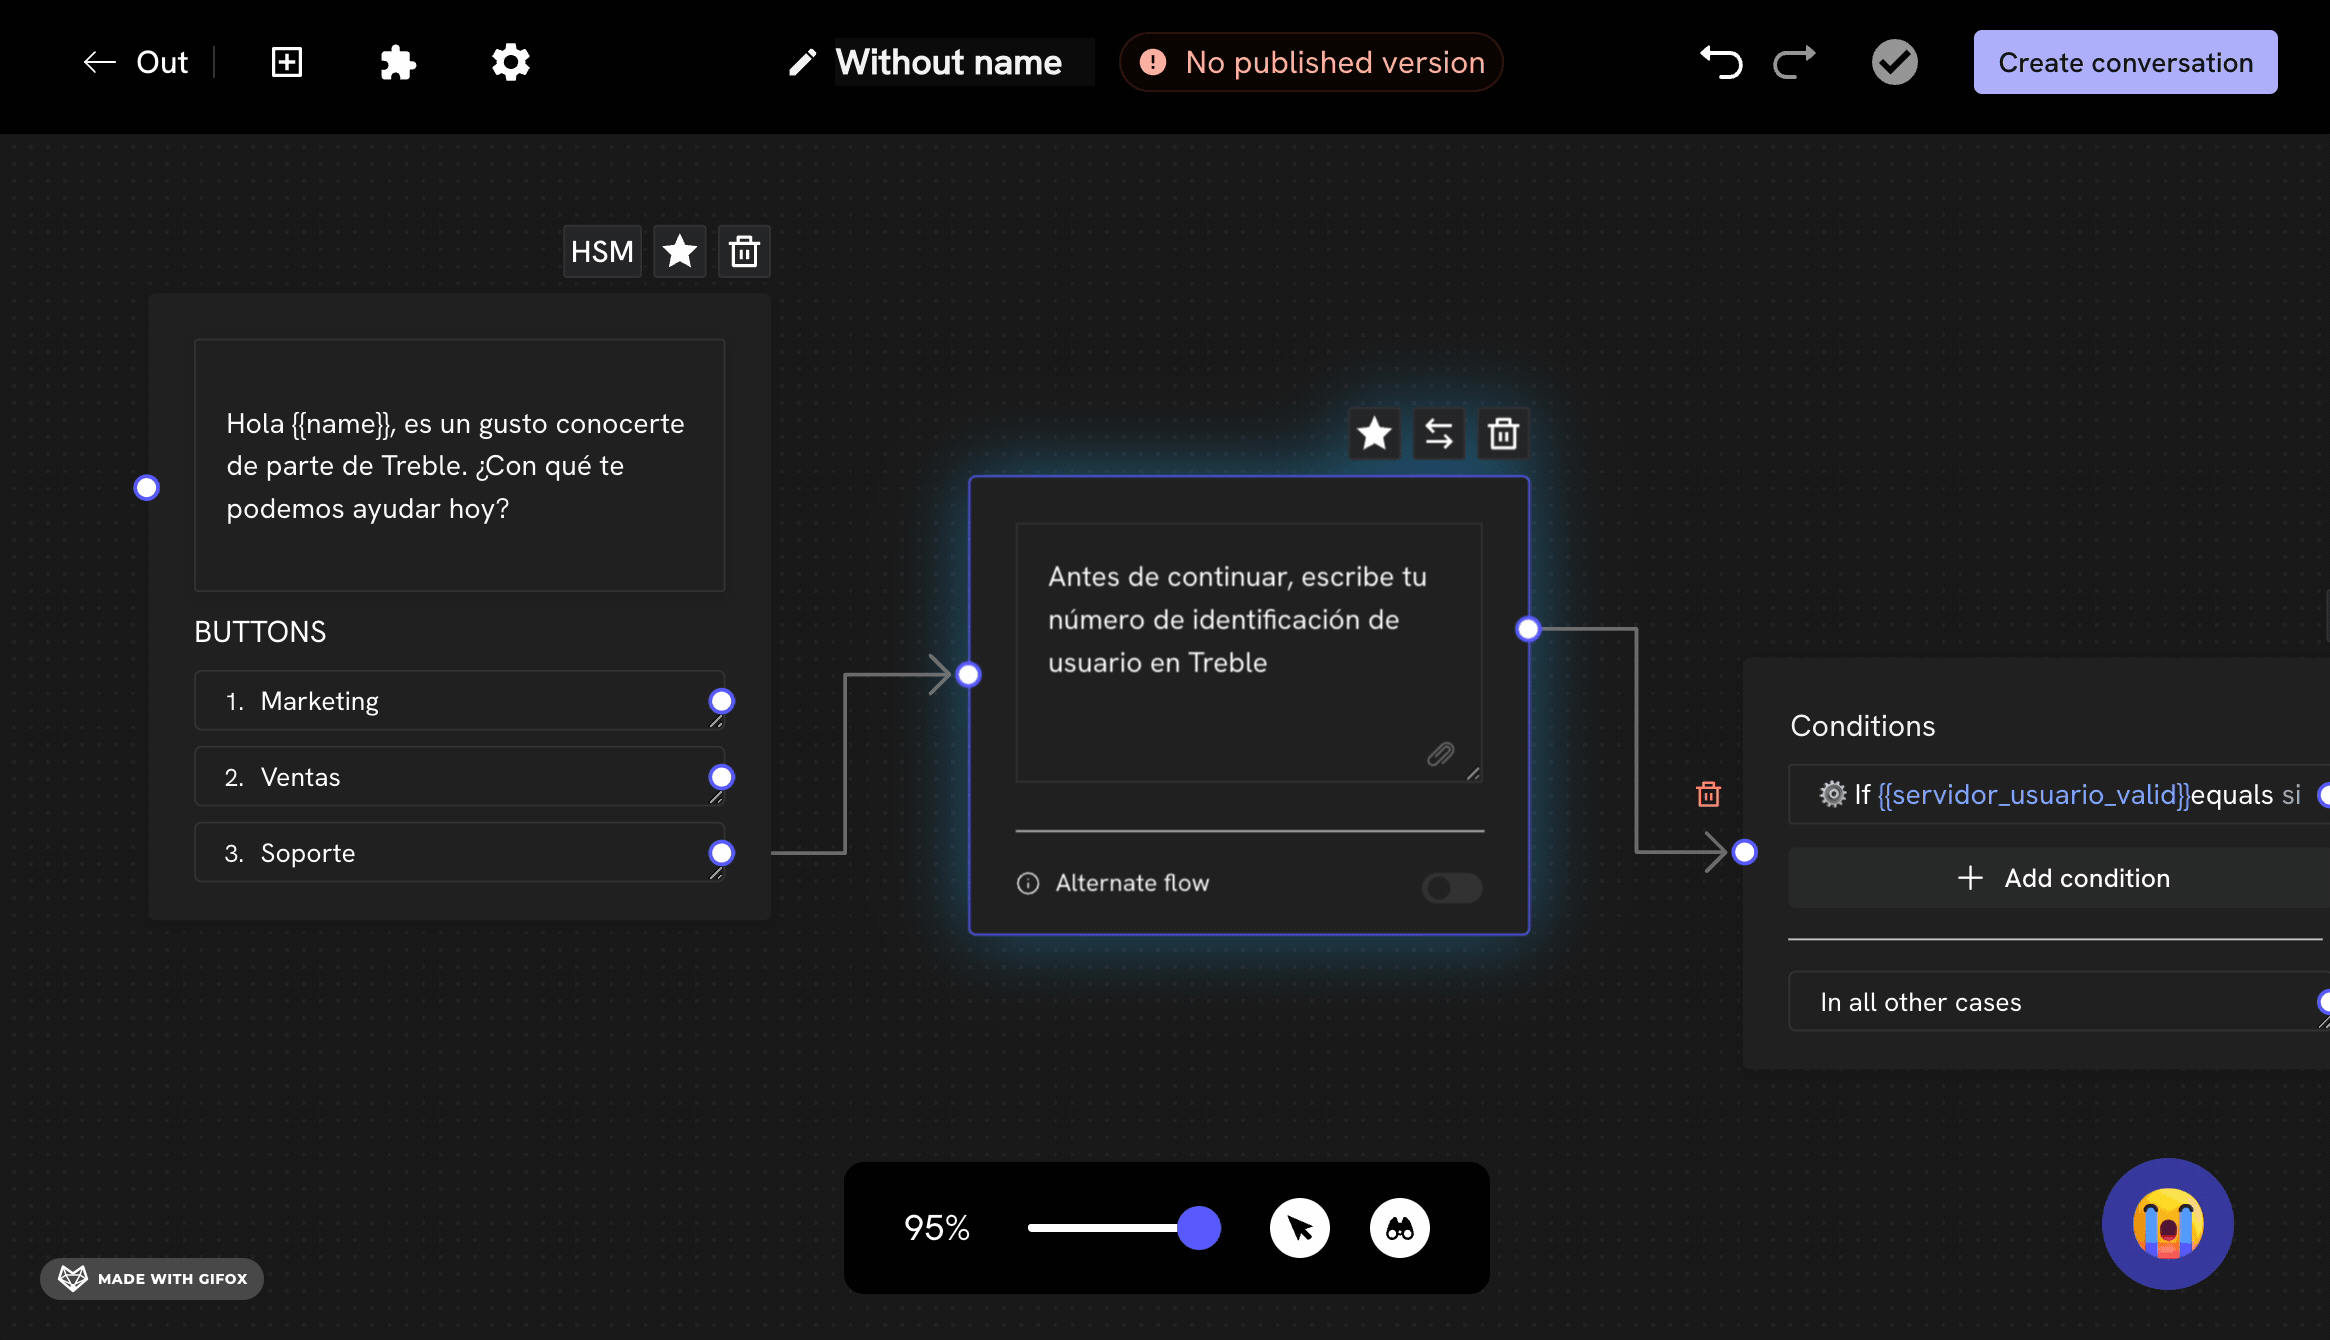 Out
Without name
No published version
Create conversation
HSM
Hola {{name}}, es un gusto conocerte
de parte de Treble. ¿Con qué te
podemos ayudar hoy?
BUTTONS
1. Marketing
2. Ventas
3. Soporte
Antes de continuar, escribe tu
número de identificación de
usuario en Treble
Alternate flow
Conditions
If {{servidor_usuario_valid}}equals si
Add condition
In all other cases
95%
MADE WITH GIFOX